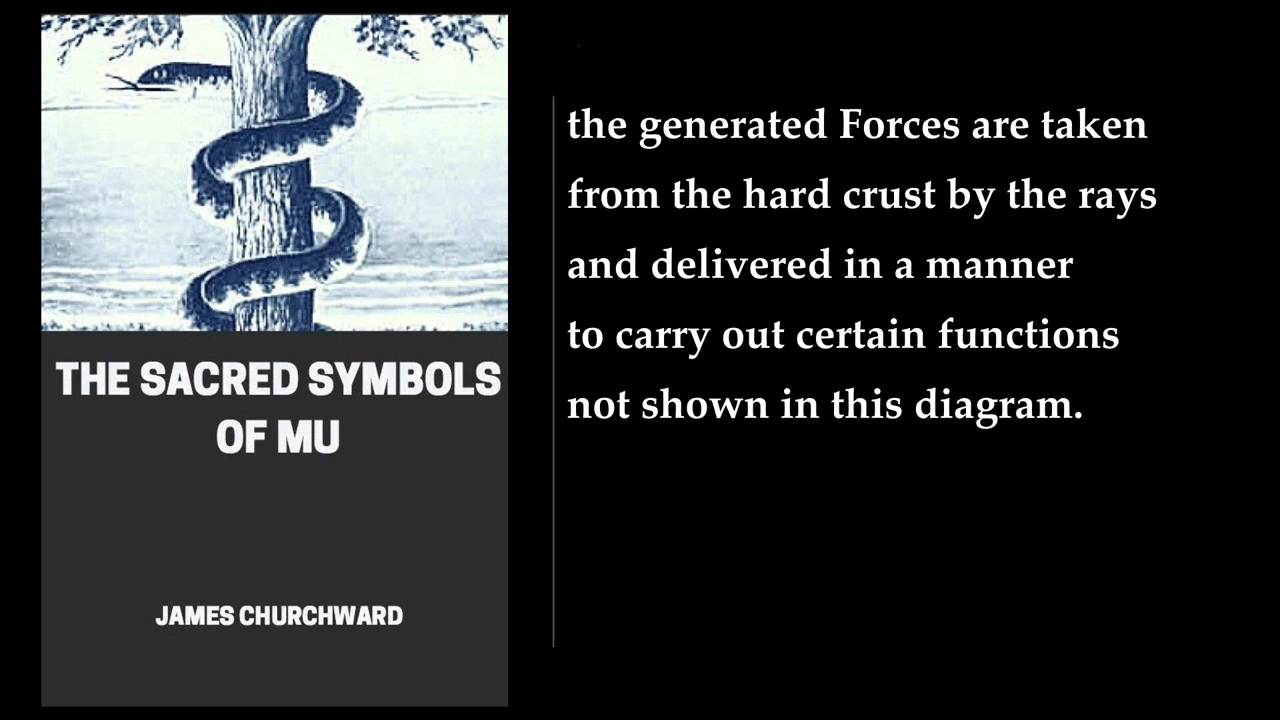 THE SACRED SYMBOLS
OF MU
JAMES CHURCHWARD
the generated Forces are taken
from the hard crust by the rays
and delivered in a manner
to carry out certain functions
not shown in this diagram.